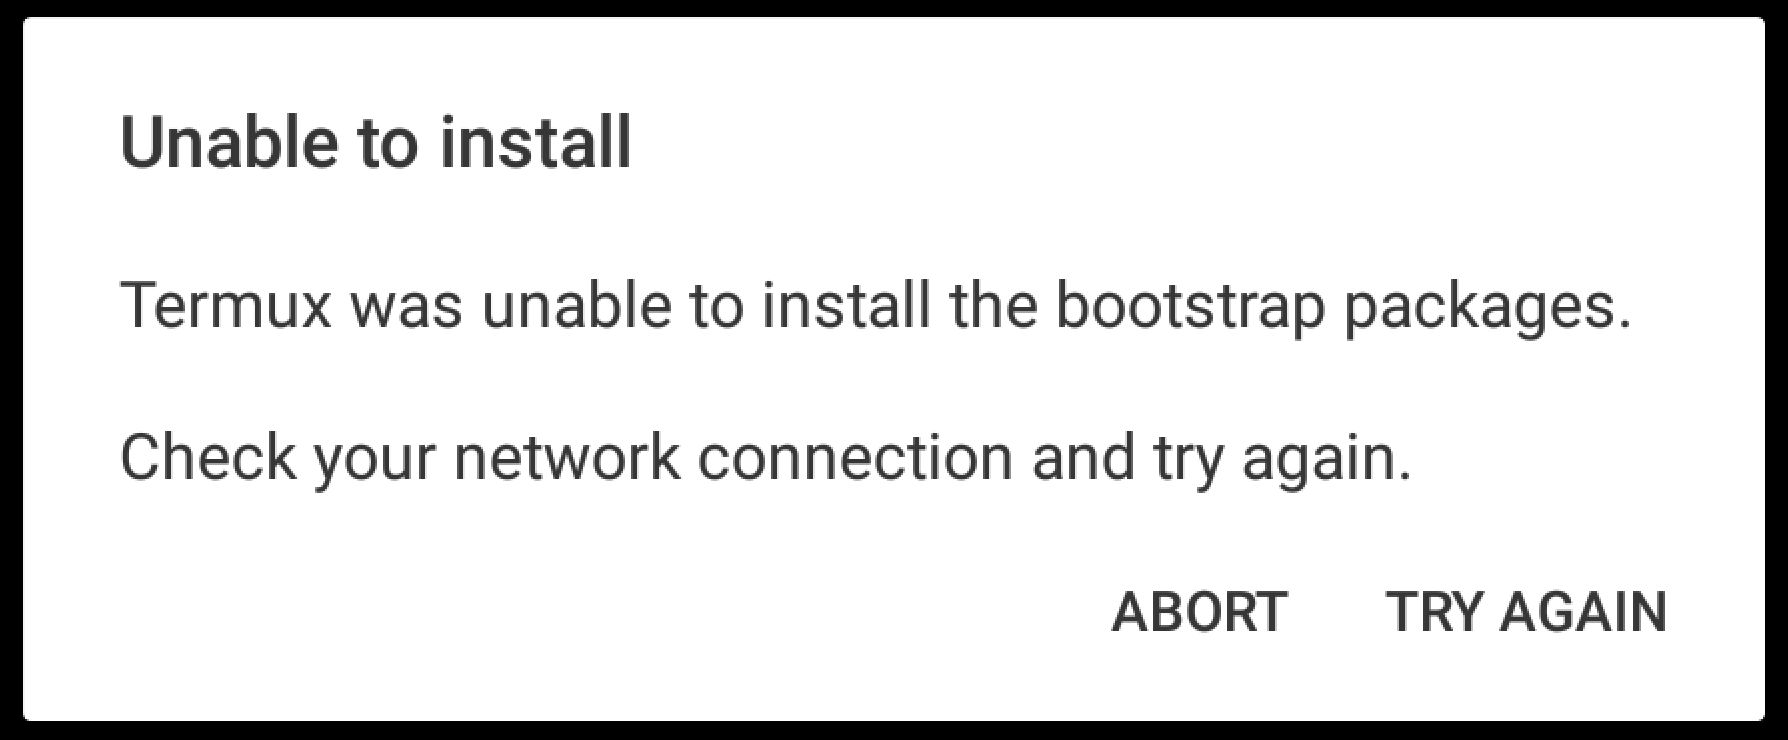 Unable to install
Termux was unable to install the bootstrap packages.
Check your network connection and try again.
ABORT TRY AGAIN